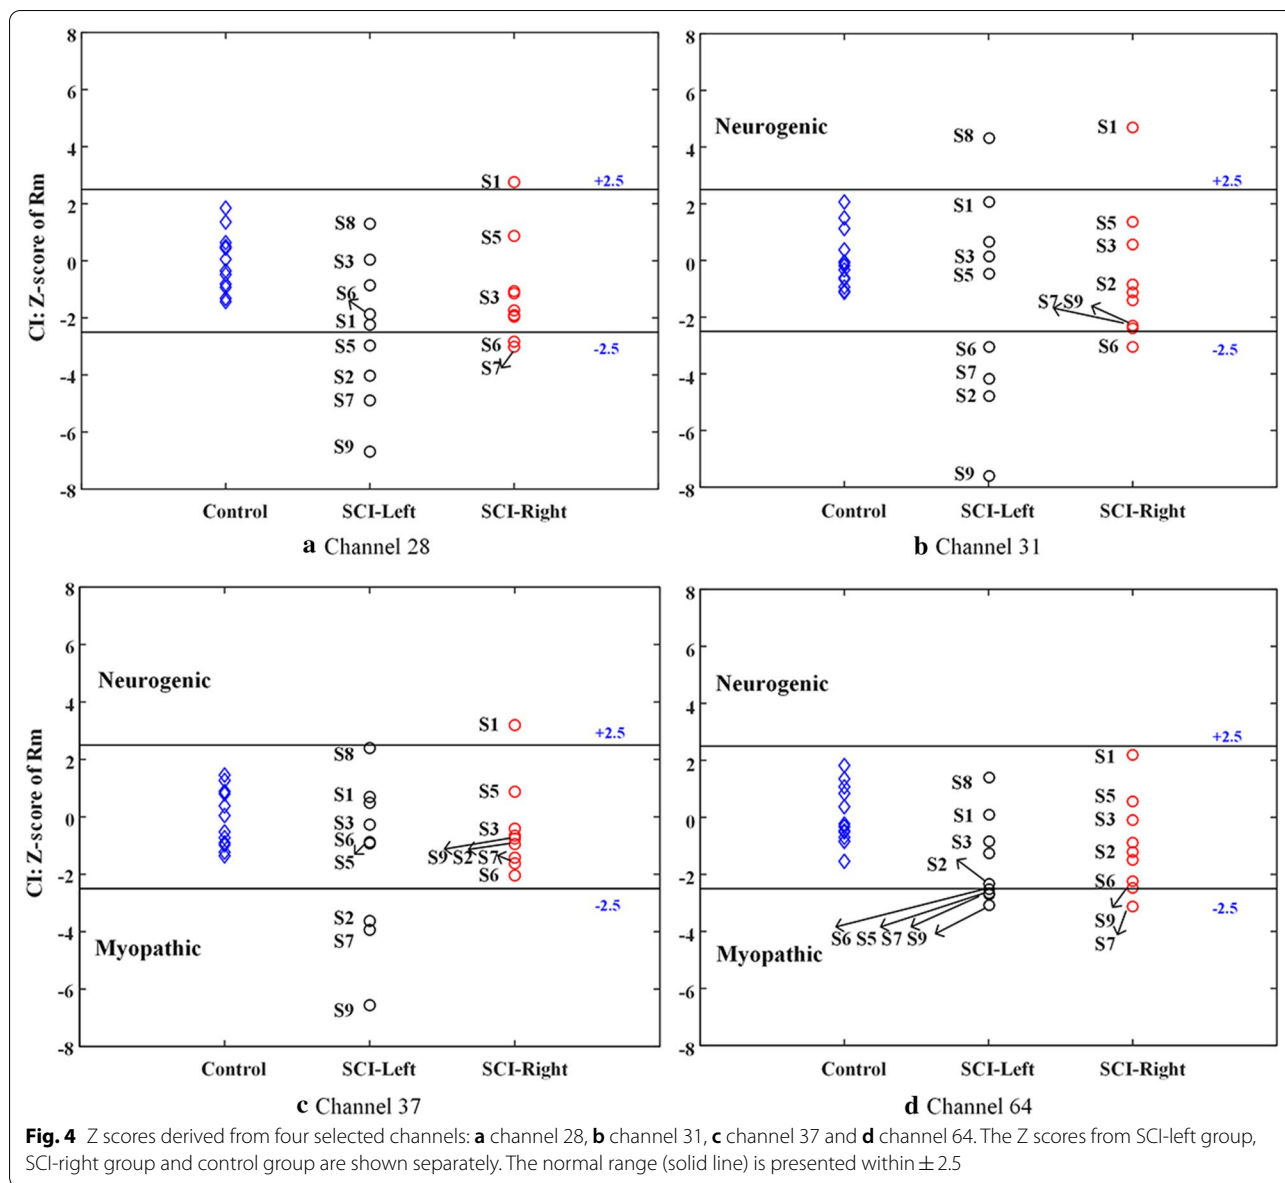 CI: Z-score of Rm
8
6
4
2
0
-2
-4
-6
-8
+2.5
-2.5
S8
S3
S6
S1
S5
S2
S7
S9
S1
S5
S3
S6
S7
Control
SCI-Left
SCI-Right
a Channel 28
8
6
4
2
0
-2
-4
-6
-8
Neurogenic
+2.5
-2.5
S8
S1
S3
S5
S6
S7
S2
S9
S1
S5
S3
S2
S7 S9
S6
Control
SCI-Left
SCI-Right
b Channel 31
CI: Z-score of Rm
8
6
4
2
0
-2
-4
-6
-8
Neurogenic
Myopathic
+2.5
-2.5
S8
S1
S3
S6
S5
S2
S7
S9
S1
S5
S3
S9 S2 S7
S6
Control
SCI-Left
SCI-Right
c Channel 37
8
6
4
2
0
-2
-4
-6
-8
Neurogenic
Myopathic
+2.5
-2.5
S8
S1
S3
S2
S6 S5 S7 S9
S1
S5
S3
S2
S6
S9
S7
Control
SCI-Left
SCI-Right
d Channel 64
Fig. 4 Z scores derived from four selected channels: a channel 28, b channel 31, c channel 37 and d channel 64. The Z scores from SCI-left group,
SCI-right group and control group are shown separately. The normal range (solid line) is presented within ± 2.5